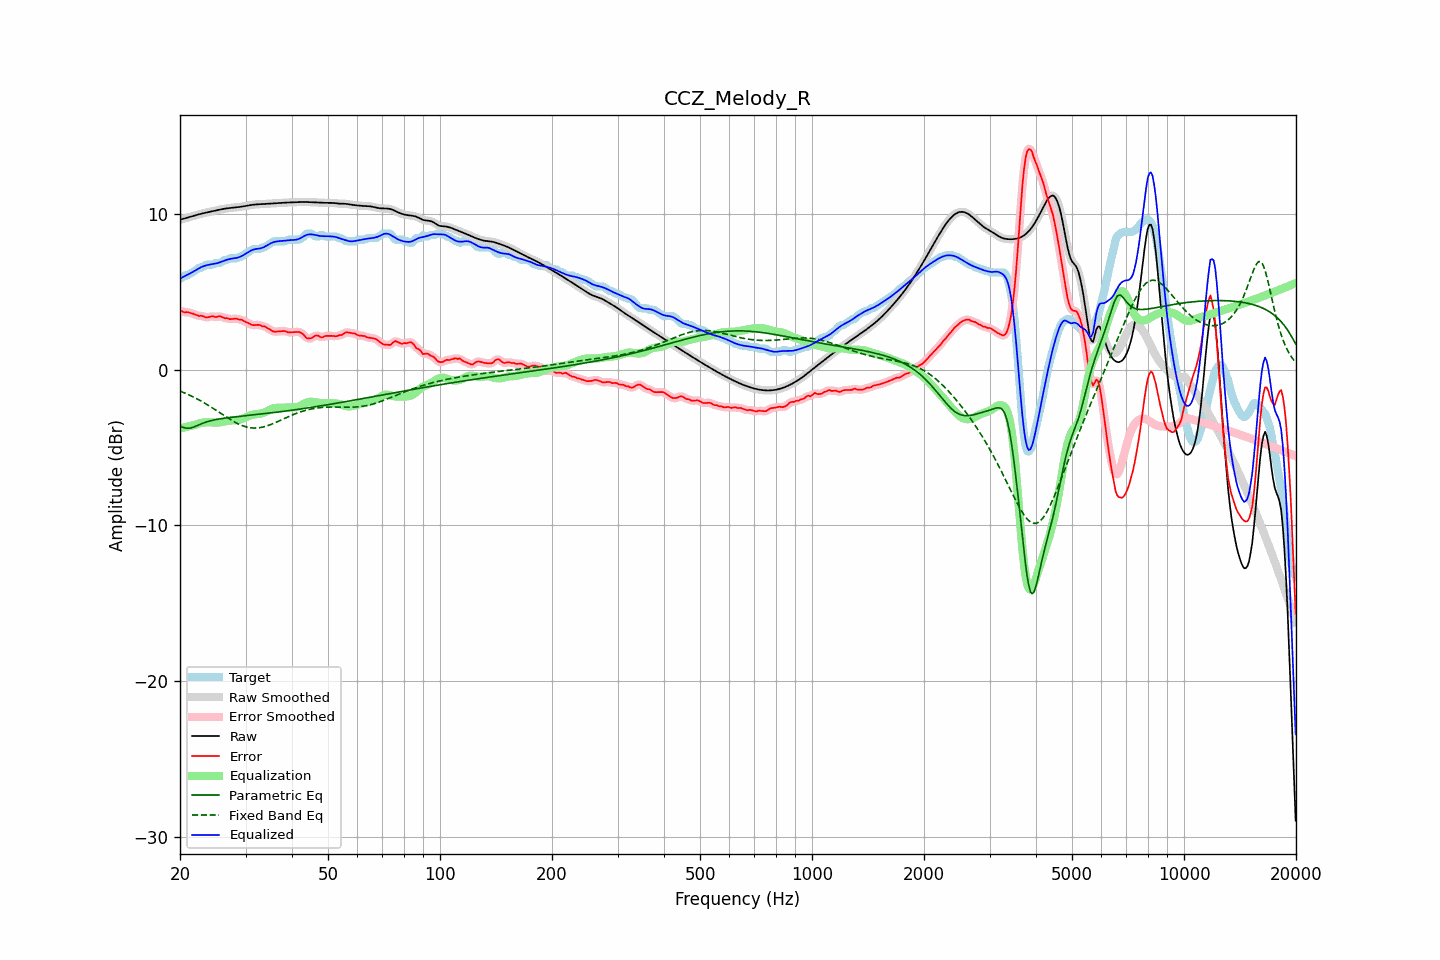 CCZ_Melody_R
Amplitude (dBr)
10
0
−10
−20
−30
Target
Raw Smoothed
Error Smoothed
Raw
Error
Equalization
Parametric Eq
Fixed Band Eq
Equalized
20 50 100 200 500 1000 2000 5000 10000 20000
Frequency (Hz)